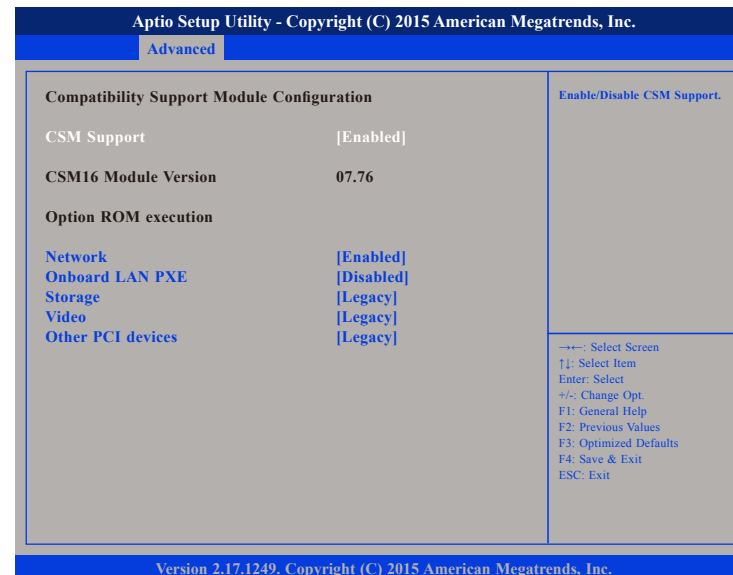 Aptio Setup Utility - Copyright (C) 2015 American Megatrends, Inc.
Advanced
Compatibility Support Module Configuration
CSM Support [Enabled]
CSM16 Module Version 07.76
Option ROM execution
Network [Enabled]
Onboard LAN PXE [Disabled]
Storage [Legacy]
Video [Legacy]
Other PCI devices [Legacy]
Enable/Disable CSM Support.
→←: Select Screen
↑↓: Select Item
Enter: Select
+/-: Change Opt.
F1: General Help
F2: Previous Values
F3: Optimized Defaults
F4: Save & Exit
ESC: Exit
Version 2.17.1249. Copyright (C) 2015 American Megatrends, Inc.